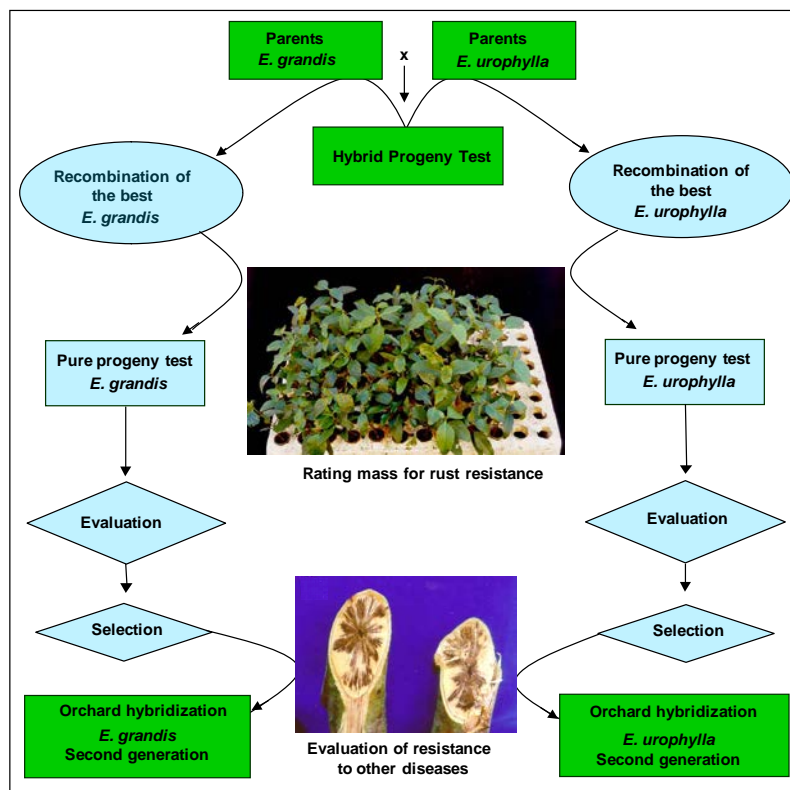 Parents
E. grandis
x
Parents
E. urophylla
Hybrid Progeny Test
Recombination of
the best
E. grandis
Recombination of
the best
E. urophylla
Pure progeny test
E. grandis
Pure progeny test
E. urophylla
Rating mass for rust resistance
Evaluation
Evaluation
Selection
Selection
Orchard hybridization
E. grandis
Second generation
Evaluation of resistance
to other diseases
Orchard hybridization
E. urophylla
Second generation